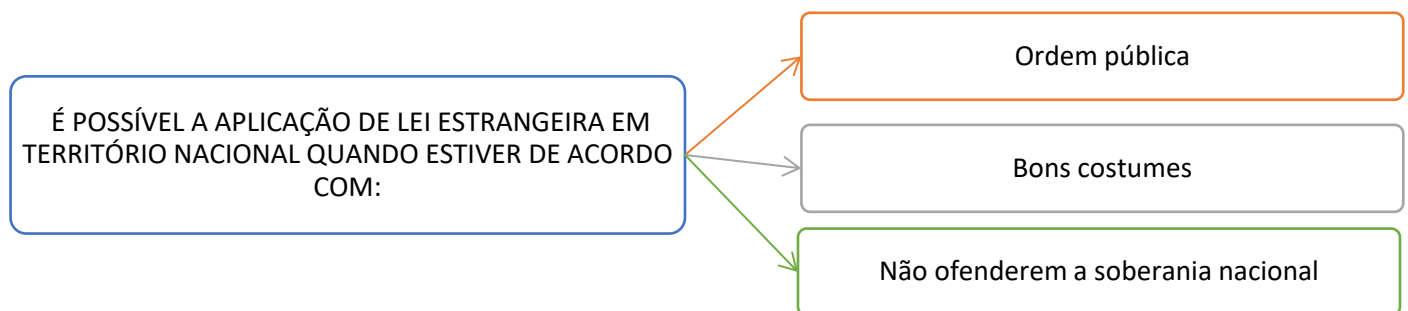 É POSSÍVEL A APLICAÇÃO DE LEI ESTRANGEIRA EM
TERRITÓRIO NACIONAL QUANDO ESTIVER DE ACORDO
COM:
Ordem pública
Bons costumes
Não ofenderem a soberania nacional